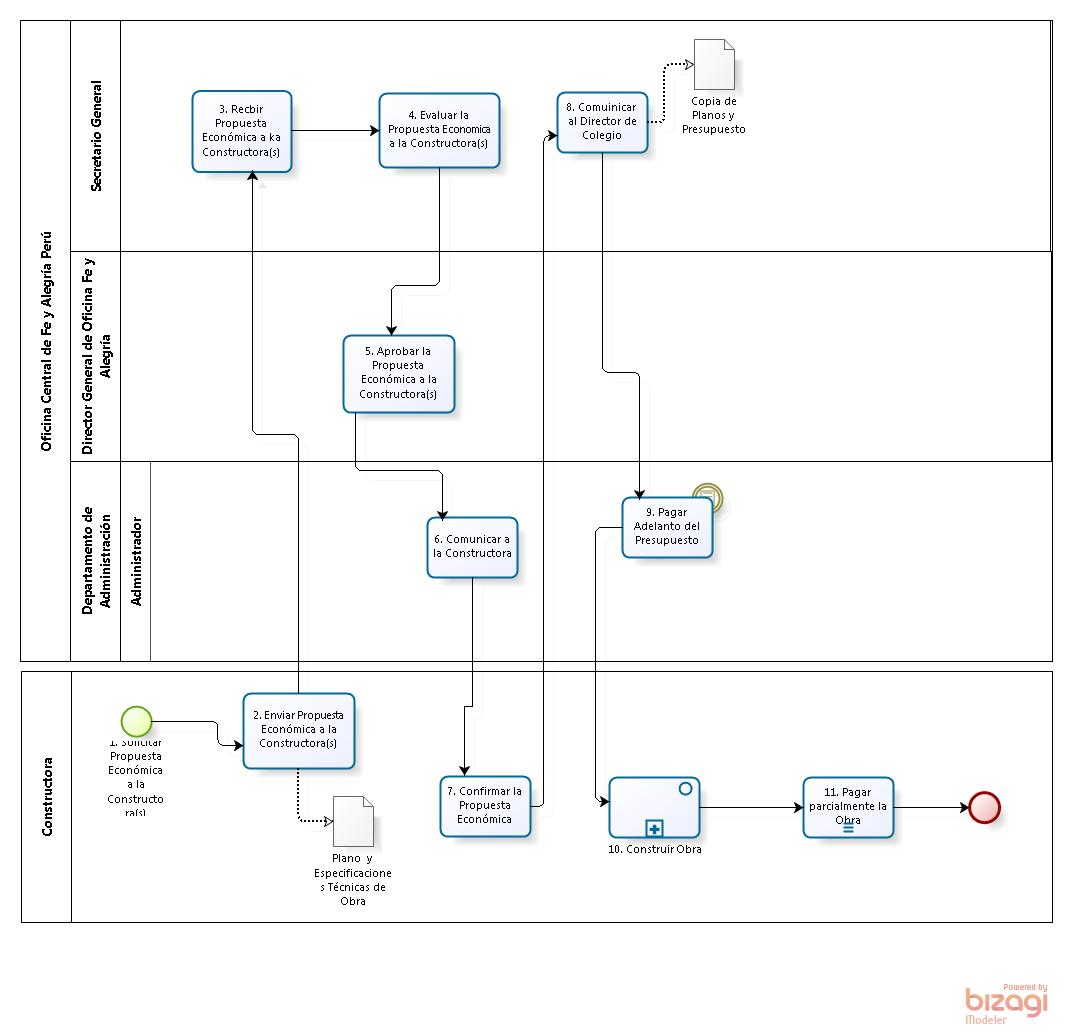 Oficina Central de Fe y Alegría Perú
Secretario General
3. Recbir
Propuesta
Económica a ka
Constructora(s)
4. Evaluar la
Propuesta Economica
a la Constructora(s)
8. Comuinicar
al Director de
Colegio
Copia de
Planos y
Presupuesto
Director General de Oficina Fe y
Alegría
5. Aprobar la
Propuesta
Económica a la
Constructora(s)
Departamento de
Administración
Administrador
6. Comunicar a
la Constructora
9. Pagar
Adelanto del
Presupuesto
Constructora
1. Solicitar
Propuesta
Económica
a la
Constructo
ra(s)
2. Enviar Propuesta
Económica a la
Constructora(s)
Plano y
Especificacione
s Técnicas de
Obra
7. Confirmar la
Propuesta
Económica
10. Construir Obra
11. Pagar
parcialmente la
Obra
Powered by
bizagi
Modeler